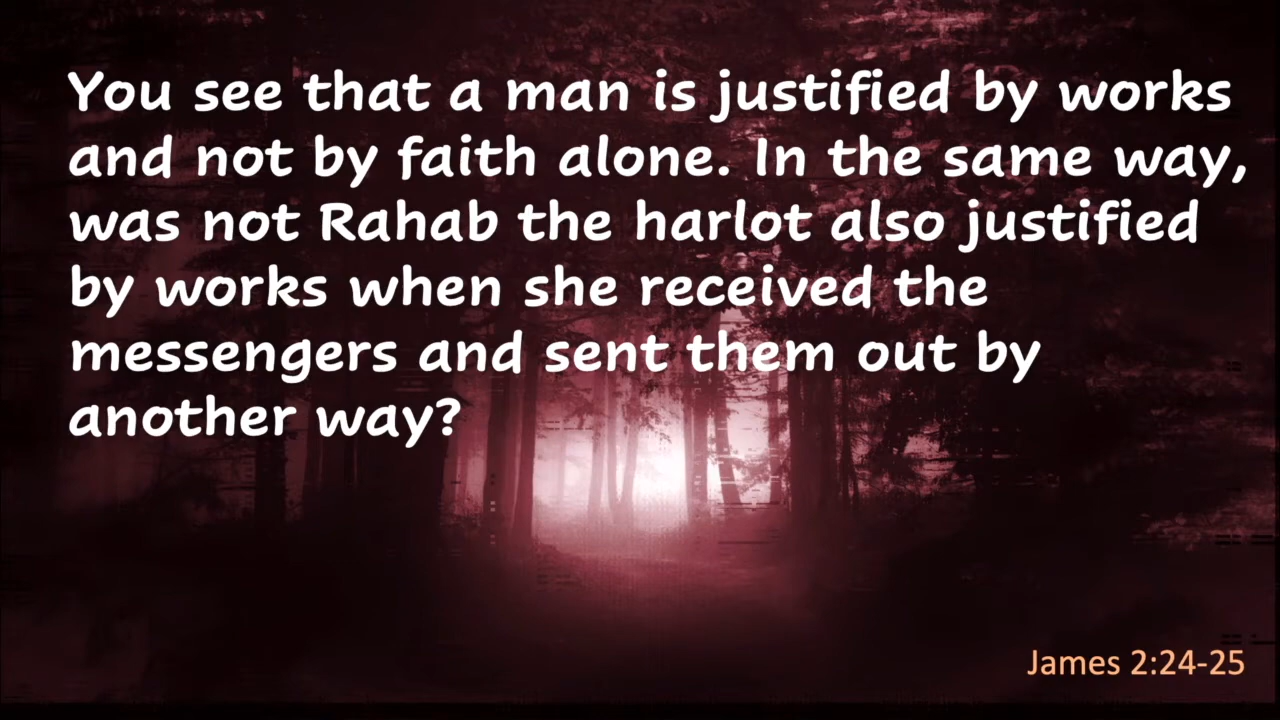 You see that a man is justified by works
and not by faith alone. In the same way,
was not Rahab the harlot also justified
by works when she received the
messengers and sent them out by
another way?
James 2:24-25